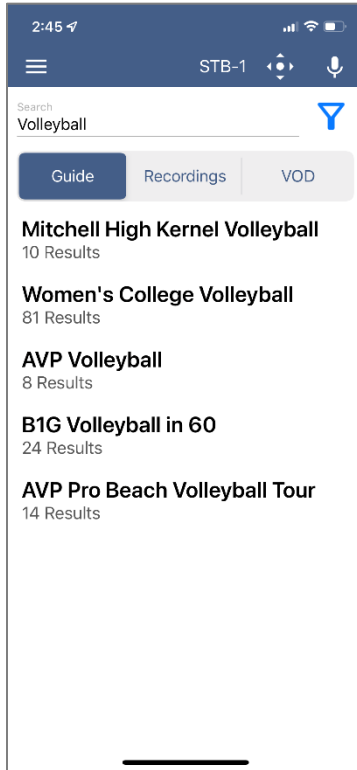 2:45
STB-1
Search
Volleyball
Guide Recordings VOD
Mitchell High Kernel Volleyball
10 Results
Women's College Volleyball
81 Results
AVP Volleyball
8 Results
B1G Volleyball in 60
24 Results
AVP Pro Beach Volleyball Tour
14 Results